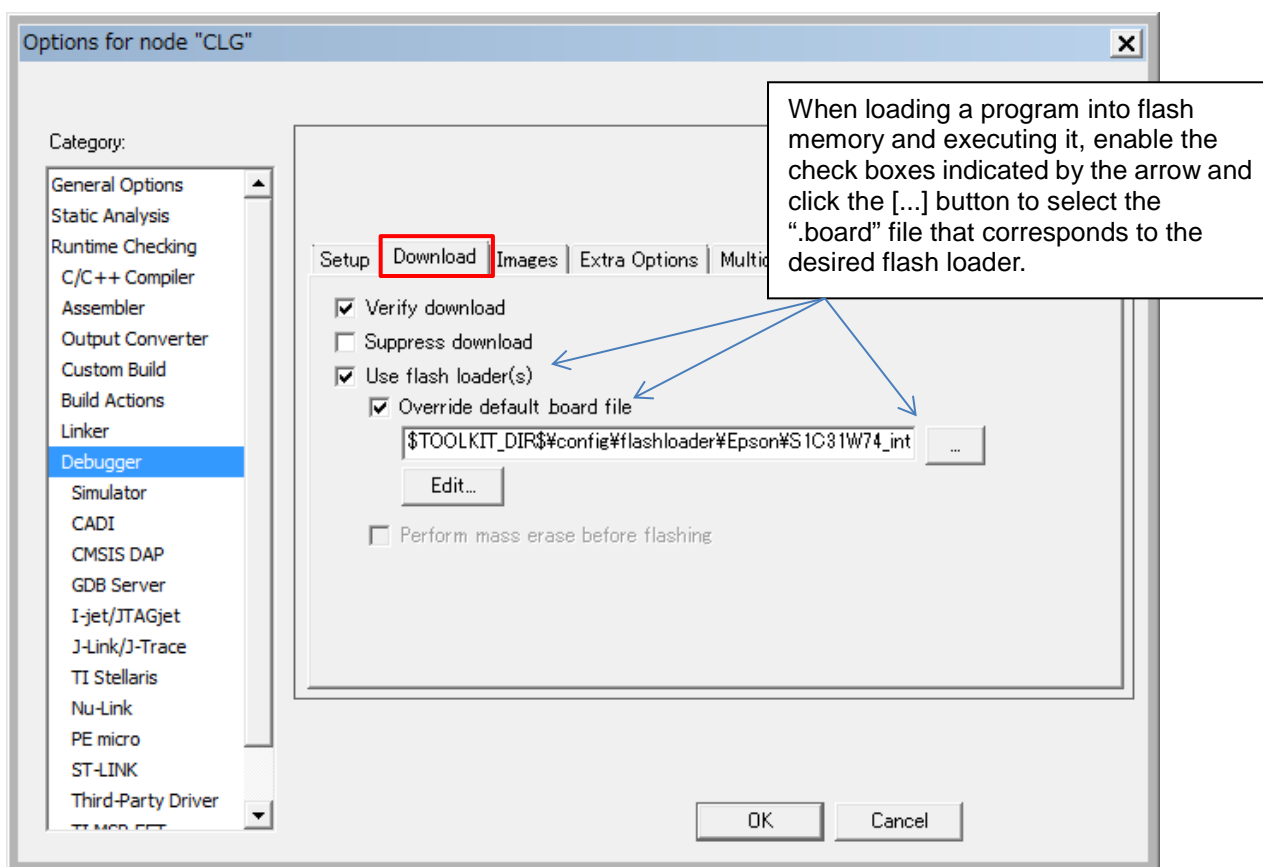 Options for node "CLG"
When loading a program into flash
memory and executing it, enable the
check boxes indicated by the arrow and
click the [...] button to select the
“.board” file that corresponds to the
desired flash loader.
Category:
General Options
Static Analysis
Runtime Checking
C/C++ Compiler
Assembler
Output Converter
Custom Build
Build Actions
Linker
Debugger
Simulator
CADI
CMSIS DAP
GDB Server
I-jet/JTAGjet
J-Link/J-Trace
TI Stellaris
Nu-Link
PE micro
ST-LINK
Third-Party Driver
Setup Download Images Extra Options
Verify download
Suppress download
Use flash loader(s)
Override default .board file
$TOOLKIT_DIR$¥config¥flashloader¥Epson¥S1C31W74_int
...
Edit...
Perform mass erase before flashing
OK Cancel